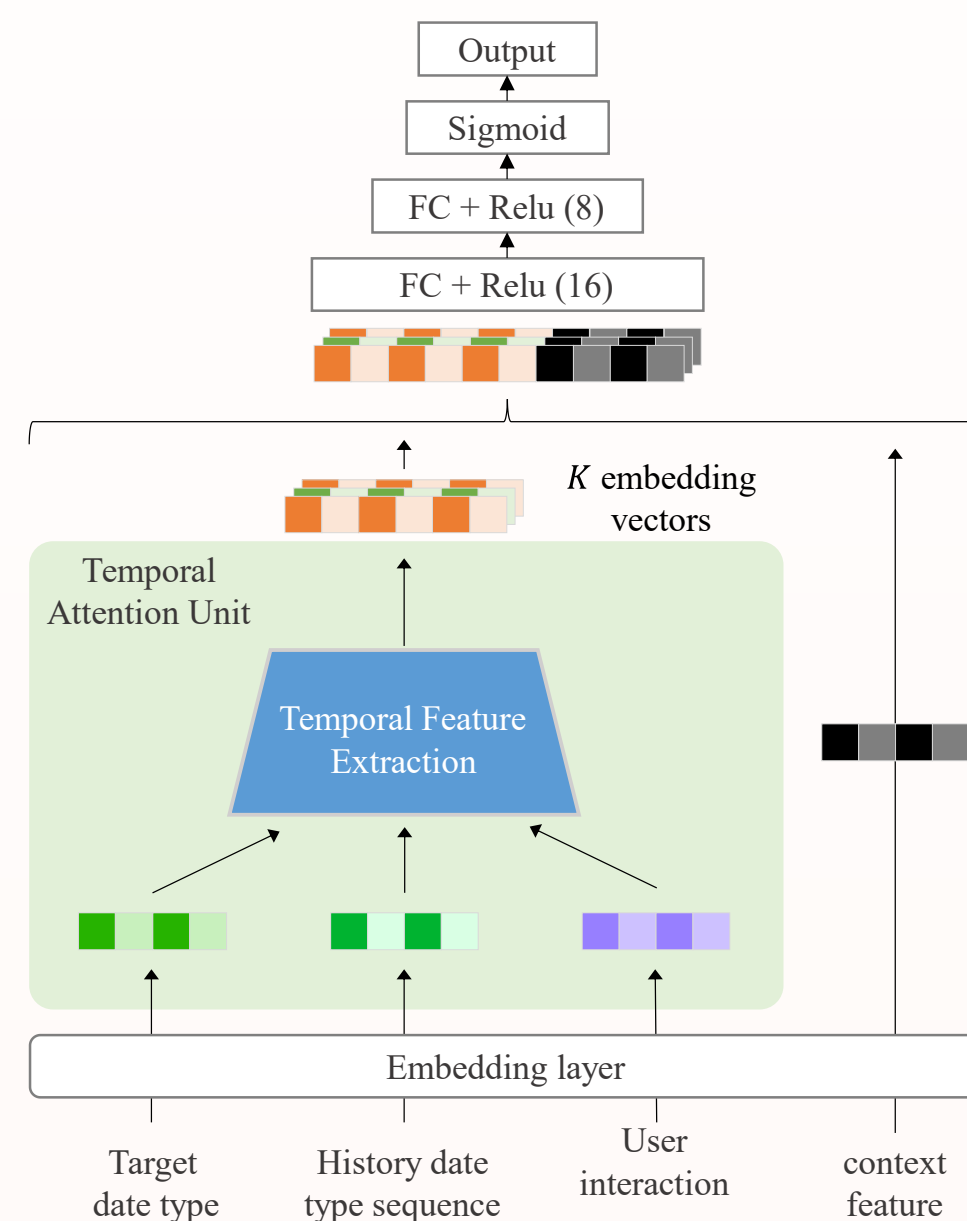 Output
Sigmoid
FC + Relu (8)
FC + Relu (16)
K embedding
vectors
Temporal
Attention Unit
Temporal Feature
Extraction
Embedding layer
Target
date type
History date
type sequence
User
interaction
context
feature